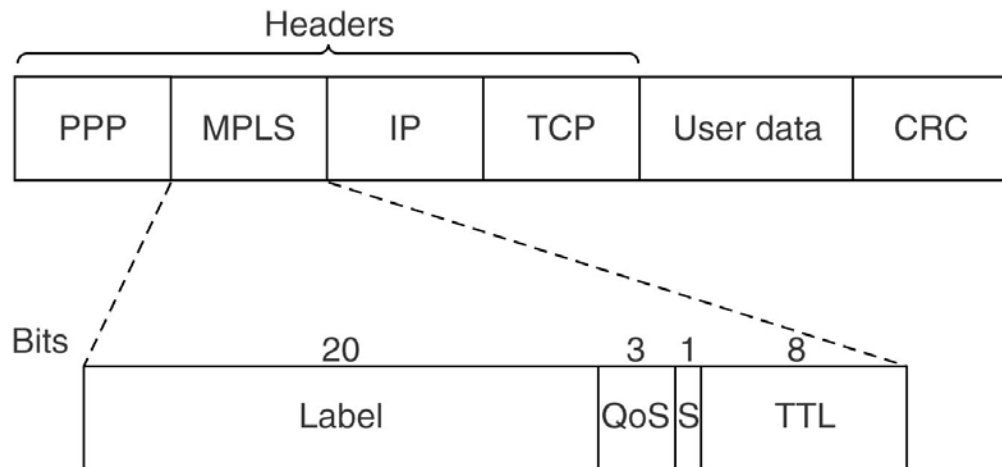 Headers
PPP MPLS IP TCP User data CRC
Bits 20 3 1 8
Label QoS S TTL